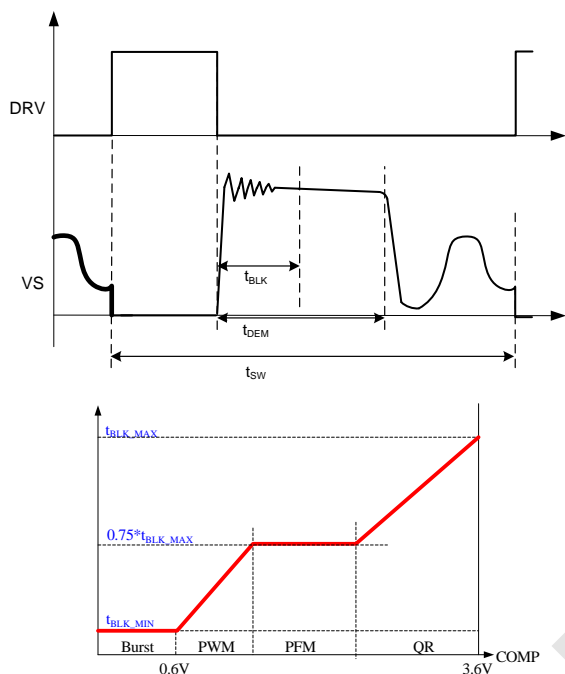 DRV
VS
tBLK
tDEM
tSW
tBLK_MAX
0.75*tBLK_MAX
tBLK_MIN
Burst PWM PFM QR COMP
0.6V 3.6V